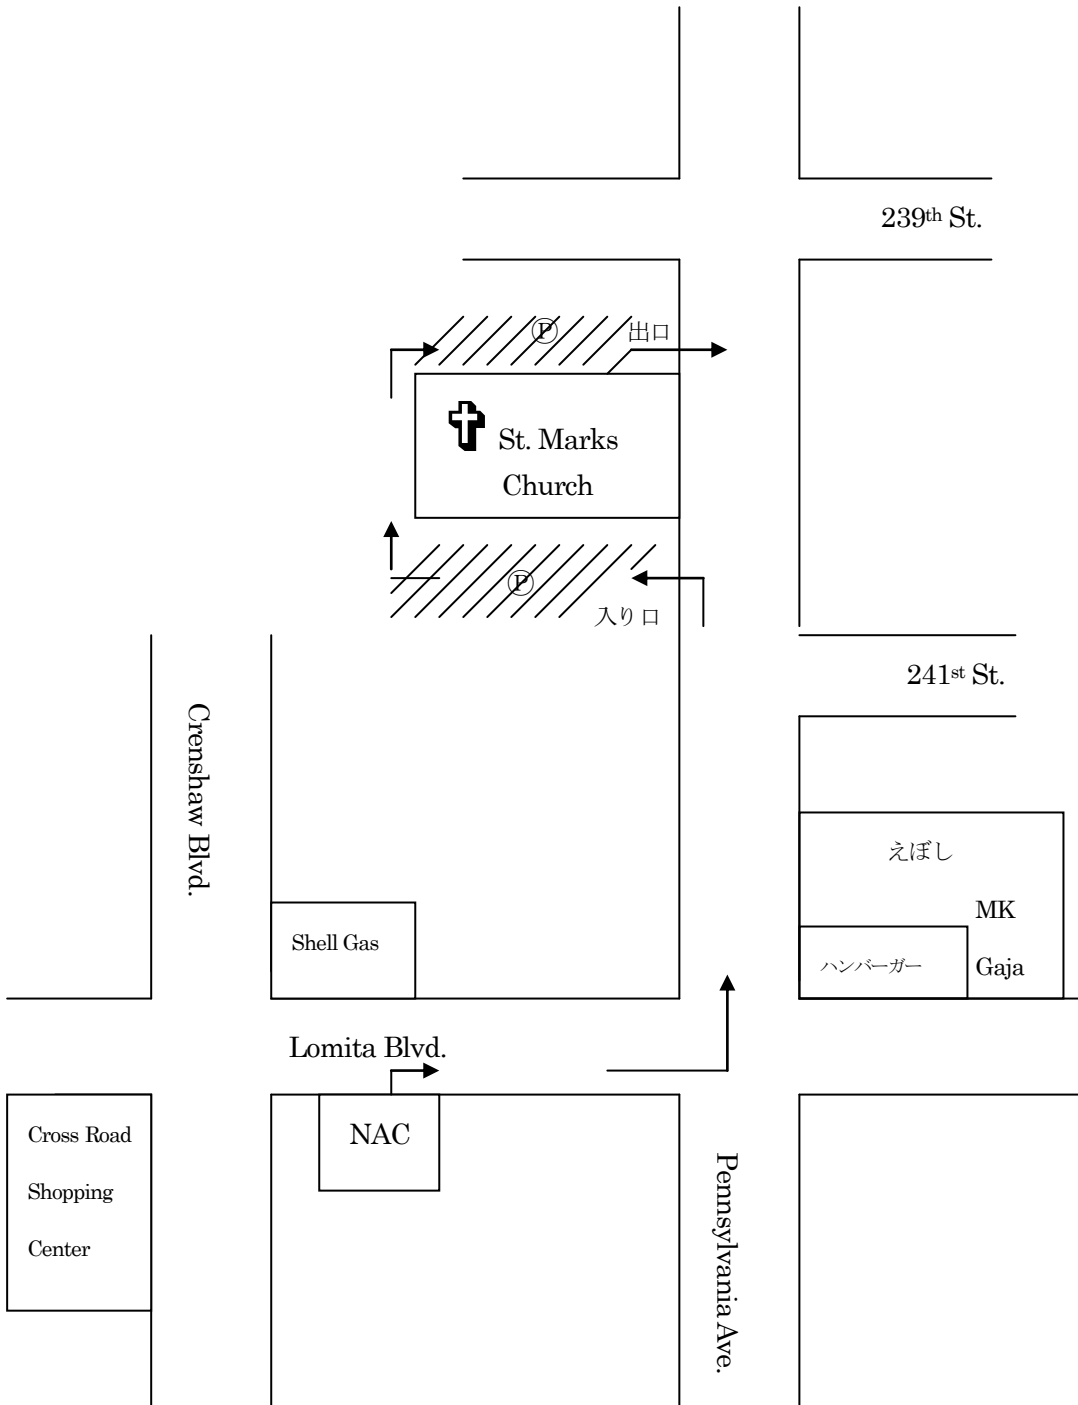 239th St.
Ⓟ
出口
St. Marks
Church
Ⓟ
入り口
241st St.
Crenshaw Blvd.
えぼし
MK
Shell Gas
ハンバーガー
Gaja
Lomita Blvd.
Cross Road
Shopping
Center
NAC
Pennsylvania Ave.